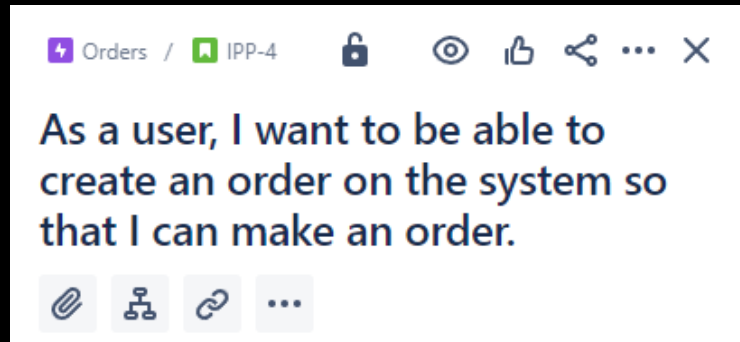 Orders / IPP-4
As a user, I want to be able to
create an order on the system so
that I can make an order.